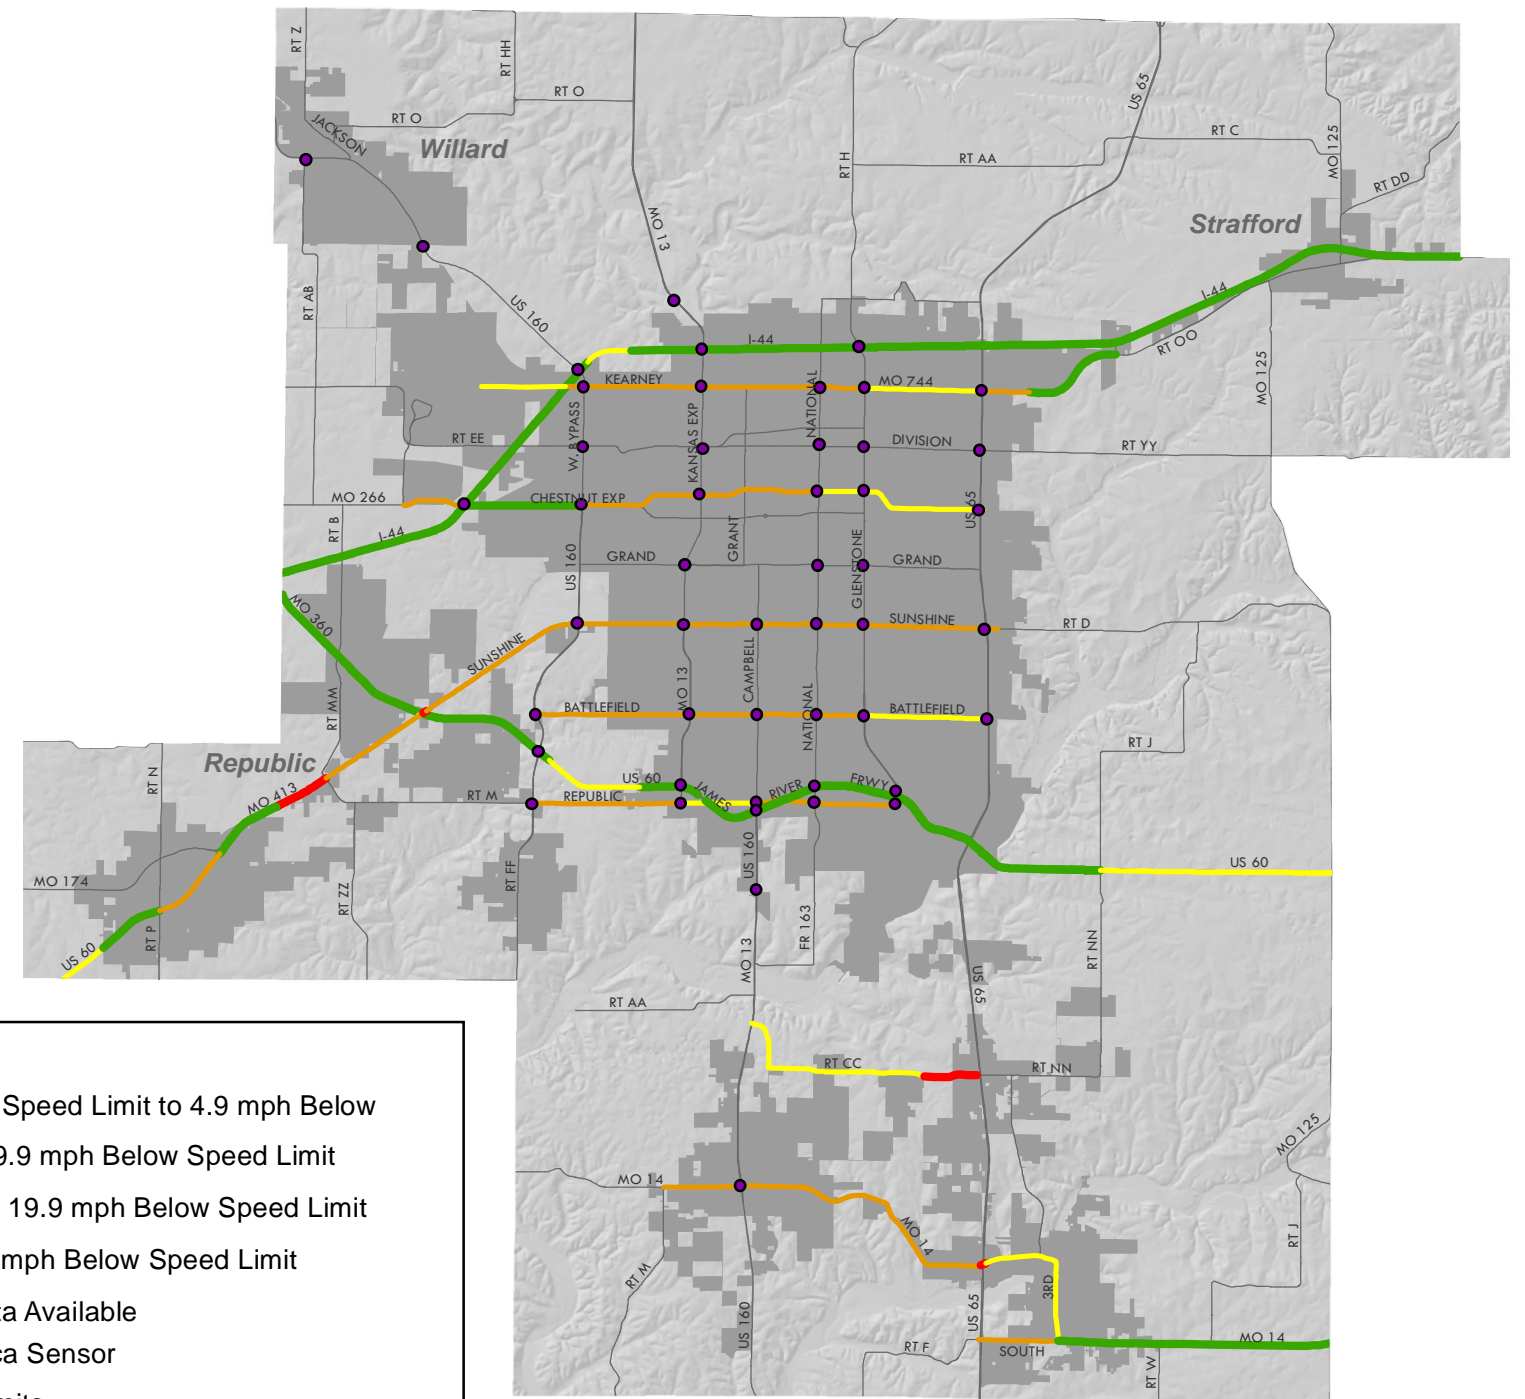 RT Z
RT HH
RT O
RT O
JACKSON
Willard
MO 13
RT H
US 65
RT C
RT AA
MO 125
RT DD
Strafford
RT AB
US 160
I-44
I-44
RT OO
MO 125
KEARNEY
MO 744
NATIONAL
W. BYPASS
KANSAS EXP
RT EE
DIVISION
RT YY
MO 266
CHESTNUT EXP
US 65
RT B
I-44
GRANT
GLENSTONE
US 160
GRAND
GRAND
MO 360
SUNSHINE
SUNSHINE
RT D
RT MM
MO 13
CAMPBELL
NATIONAL
BATTLEFIELD
BATTLEFIELD
RT J
Republic
RT N
MO 413
RT M
US 60
JAMES
RIVER
FRWY
REPUBLIC
US 160
US 60
MO 174
RT ZZ
RT FF
RT P
US 60
FR 163
MO 13
RT NN
US 65
RT AA
RT CC
RT NN
Speed Limit to 4.9 mph Below
9.9 mph Below Speed Limit
19.9 mph Below Speed Limit
mph Below Speed Limit
Available
Sensor
MO 125
MO 14
MO 14
RT M
RT J
3RD
US 65
US 160
RT F
SOUTH
MO 14
RT W